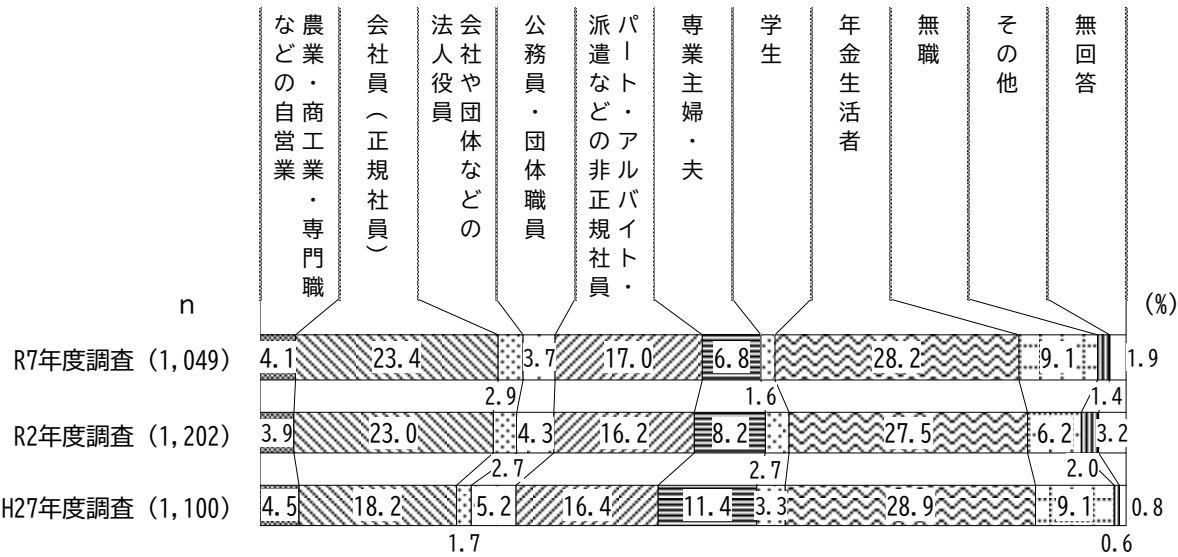 農業・商工業・専門職
などの自営業
会社員（正規社員）
会社や団体などの
法人役員
公務員・団体職員
パート・アルバイト・
派遣などの非正規社員
専業主婦・夫
学生
年金生活者
無職
その他
無回答
n
(%)
R7年度調査 (1,049) 4.1 23.4 3.7 17.0 6.8 28.2 9.1 1.9
2.9 1.6 1.4
R2年度調査 (1,202) 3.9 23.0 4.3 16.2 8.2 27.5 6.2 3.2
2.7 2.7 2.0
H27年度調査 (1,100) 4.5 18.2 5.2 16.4 11.4 3.3 28.9 9.1 0.8
1.7 0.6